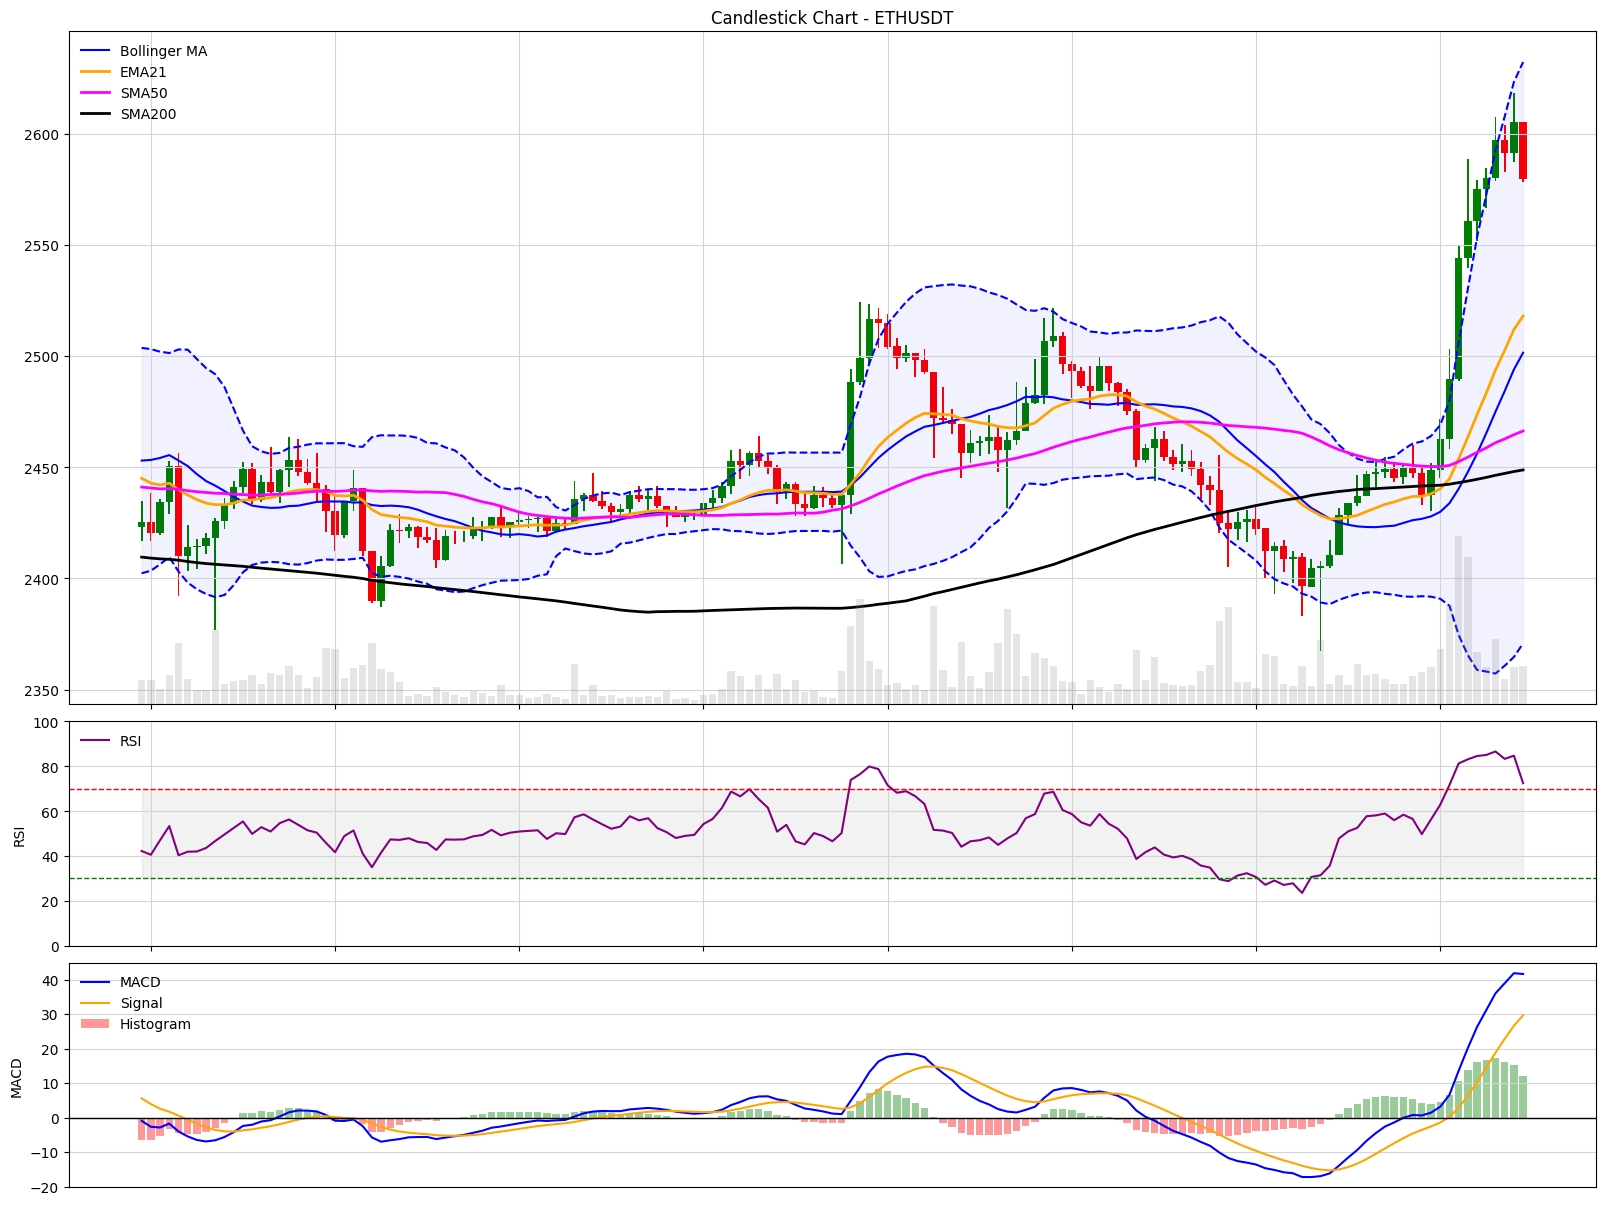 Candlestick Chart - ETHUSDT
Bollinger MA
EMA21
SMA50
SMA200
2600
2550
2500
2450
2400
2350
RSI
RSI
100
80
60
40
20
0
MACD
Signal
Histogram
MACD
40
30
20
10
0
−10
−20